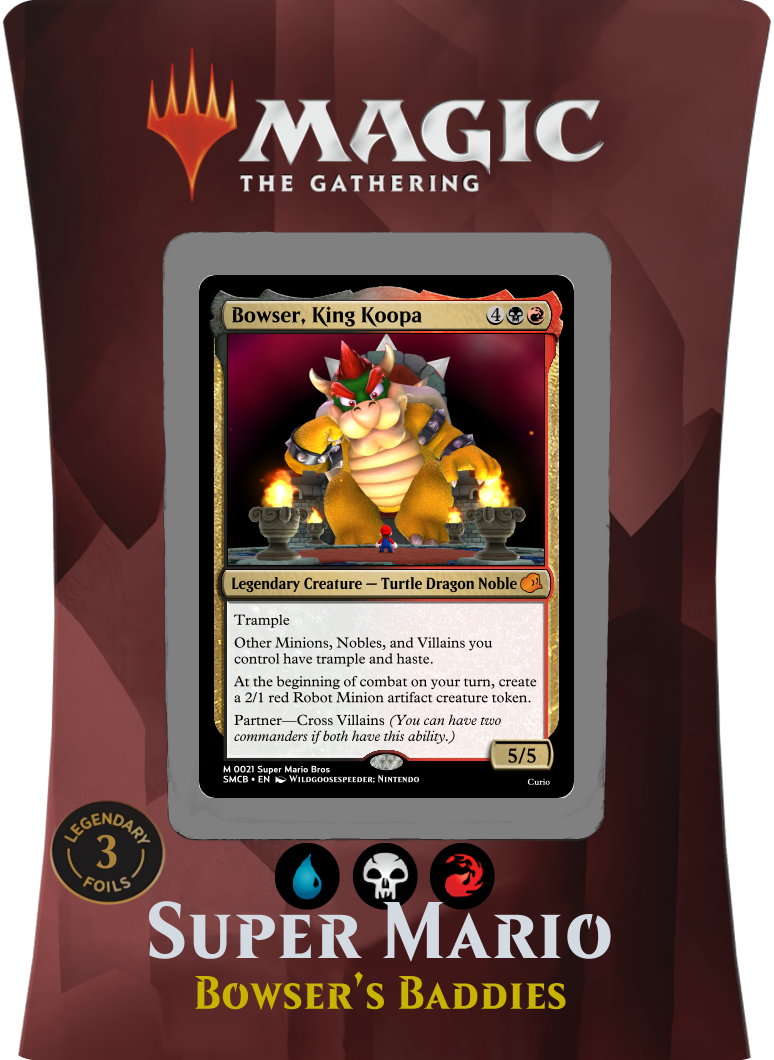 MAGIC
THE GATHERING
Bowser, King Koopa 4
Legendary Creature — Turtle Dragon Noble
Trample
Other Minions, Nobles, and Villains you
control have trample and haste.
At the beginning of combat on your turn, create
a 2/1 red Robot Minion artifact creature token.
Partner—Cross Villains (You can have two
commanders if both have this ability.)
5/5
M 0021 Super Mario Bros
SMCB • EN Wildgoosespeeder; Nintendo
Curio
LEGENDARY
3
FOILS
Super Mario
Bowser's Baddies